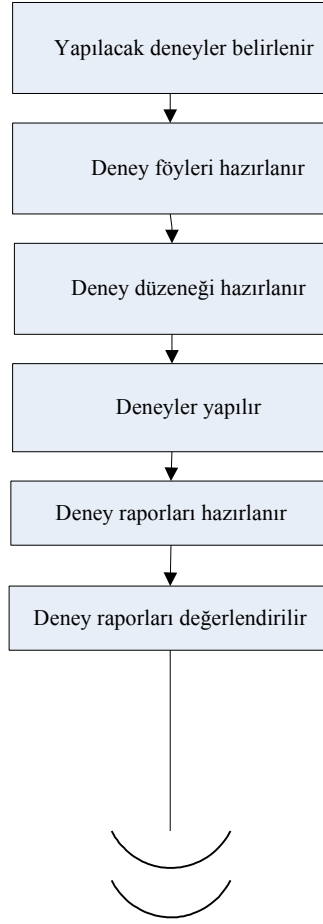 Yapılacak deneyler belirlenir
Deney föyleri hazırlanır
Deney düzeneği hazırlanır
Deneyler yapılır
Deney raporları hazırlanır
Deney raporları değerlendirilir